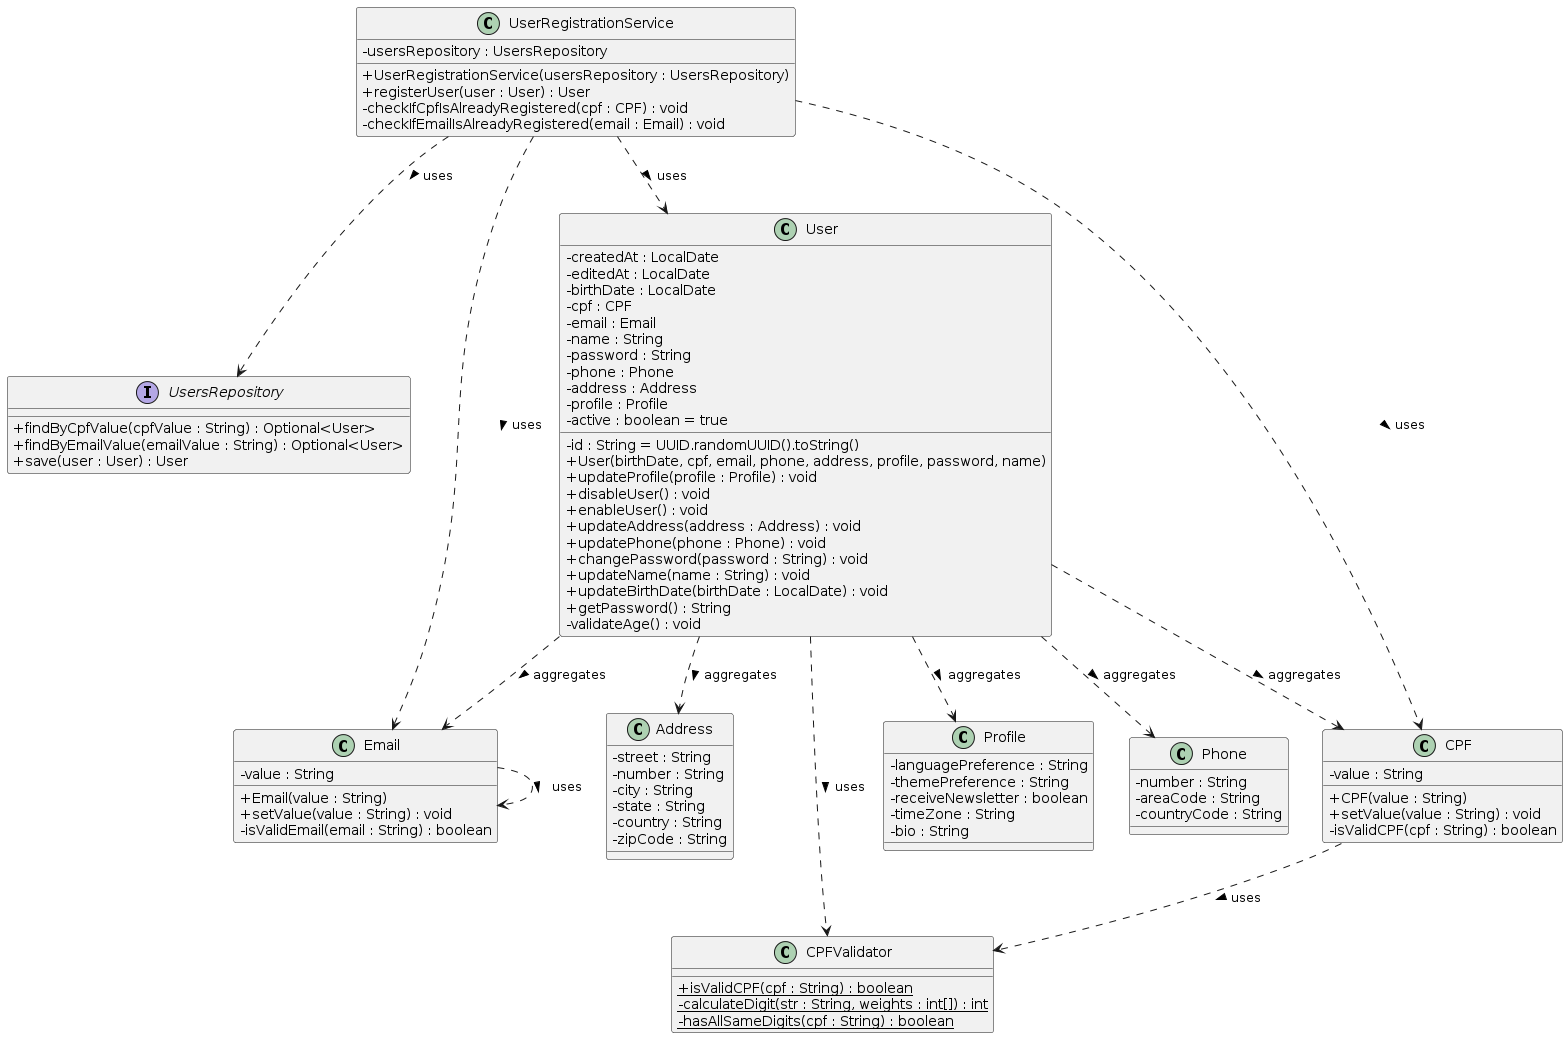 C UserRegistrationService
-usersRepository : UsersRepository
+UserRegistrationService(usersRepository : UsersRepository)
+registerUser(user : User) : User
-checkIfCpfIsAlreadyRegistered(cpf : CPF) : void
-checkIfEmailIsAlreadyRegistered(email : Email) : void
uses
uses
C User
-createdAt : LocalDate
-editedAt : LocalDate
-birthDate : LocalDate
-cpf : CPF
-email : Email
-name : String
-password : String
-phone : Phone
-address : Address
-profile : Profile
-active : boolean = true
-id : String = UUID.randomUUID().toString()
+User(birthDate, cpf, email, phone, address, profile, password, name)
+updateProfile(profile : Profile) : void
+disableUser() : void
+enableUser() : void
+updateAddress(address : Address) : void
+updatePhone(phone : Phone) : void
+changePassword(password : String) : void
+updateName(name : String) : void
+updateBirthDate(birthDate : LocalDate) : void
+getPassword() : String
-validateAge() : void
I UsersRepository
+findByCpfValue(cpfValue : String) : Optional<User>
+findByEmailValue(emailValue : String) : Optional<User>
+save(user : User) : User
uses
uses
aggregates
aggregates
aggregates
aggregates
aggregates
C Email
-value : String
+Email(value : String)
+setValue(value : String) : void
-isValidEmail(email : String) : boolean
uses
C Address
-street : String
-number : String
-city : String
-state : String
-country : String
-zipCode : String
uses
C Profile
-languagePreference : String
-themePreference : String
-receiveNewsletter : boolean
-timeZone : String
-bio : String
C Phone
-number : String
-areaCode : String
-countryCode : String
C CPF
-value : String
+CPF(value : String)
+setValue(value : String) : void
-isValidCPF(cpf : String) : boolean
uses
C CPFValidator
+isValidCPF(cpf : String) : boolean
-calculateDigit(str : String, weights : int[]) : int
-hasAllSameDigits(cpf : String) : boolean